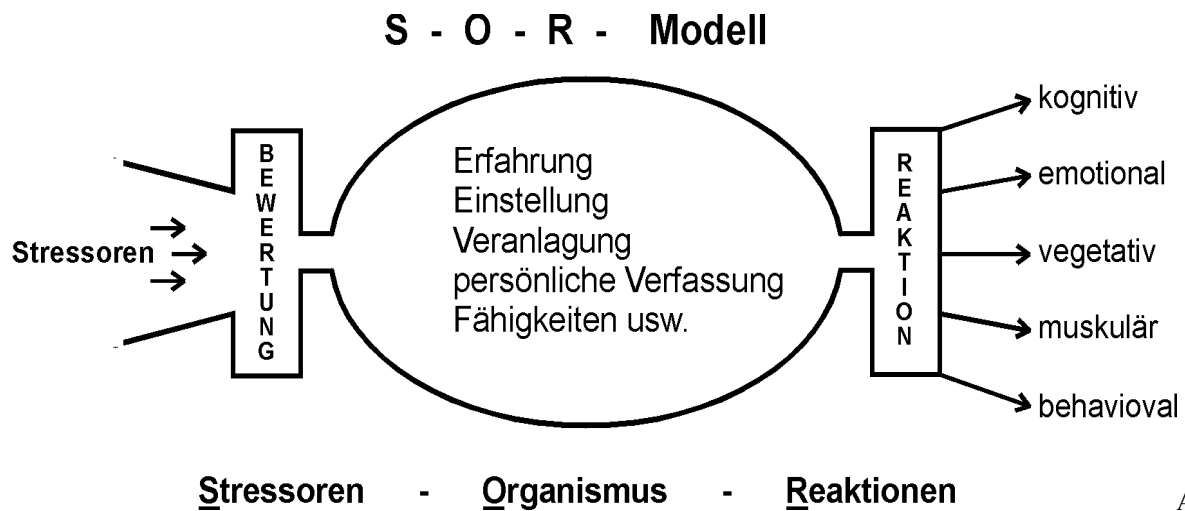 S - O - R - Modell
Stressoren
BEWERTUNG
Erfahrung
Einstellung
Veranlagung
persönliche Verfassung
Fähigkeiten usw.
REAKTION
kognitiv
emotional
vegetativ
muskulär
behavioval
Stressoren - Organismus - Reaktionen
A